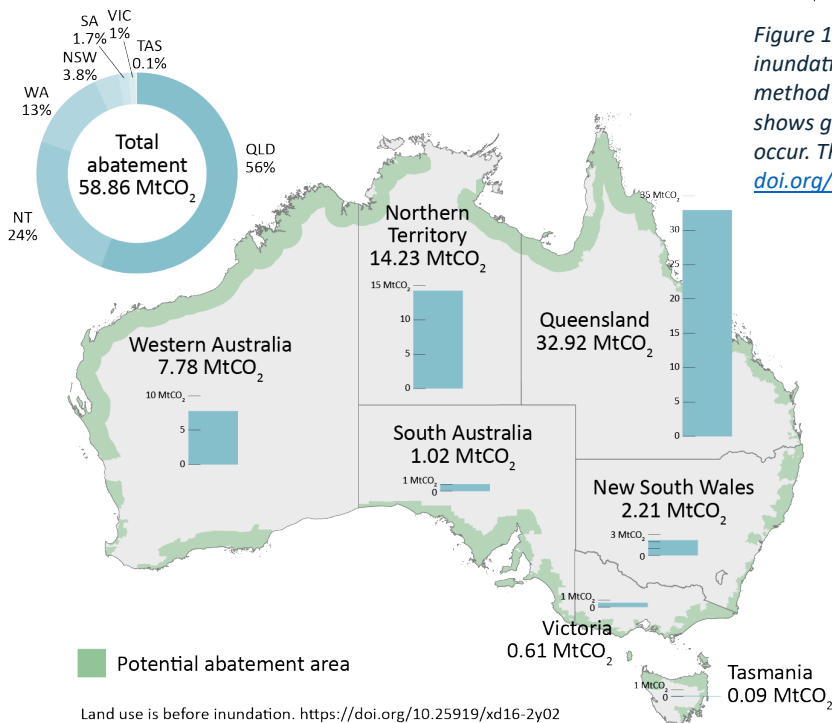 VIC
1%
SA
1.7%
TAS
0.1%
NSW
3.8%
WA
13%
Total
abatement
58.86 MtCO₂
QLD
56%
NT
24%
Figure 1
inundati
method
shows g
occur. Th
doi.org/
Northern
Territory
14.23 MtCO₂
15 MtCO₂
10
5
0
35 MtCO₂
30
25
20
15
10
5
0
Queensland
32.92 MtCO₂
Western Australia
7.78 MtCO₂
10 MtCO₂
5
0
South Australia
1.02 MtCO₂
1 MtCO₂
0
New South Wales
2.21 MtCO₂
3 MtCO₂
0
1 MtCO₂
0
Victoria
0.61 MtCO₂
Tasmania
0.09 MtCO₂
1 MtCO₂
0
Potential abatement area
Land use is before inundation. https://doi.org/10.25919/xd16-2y02